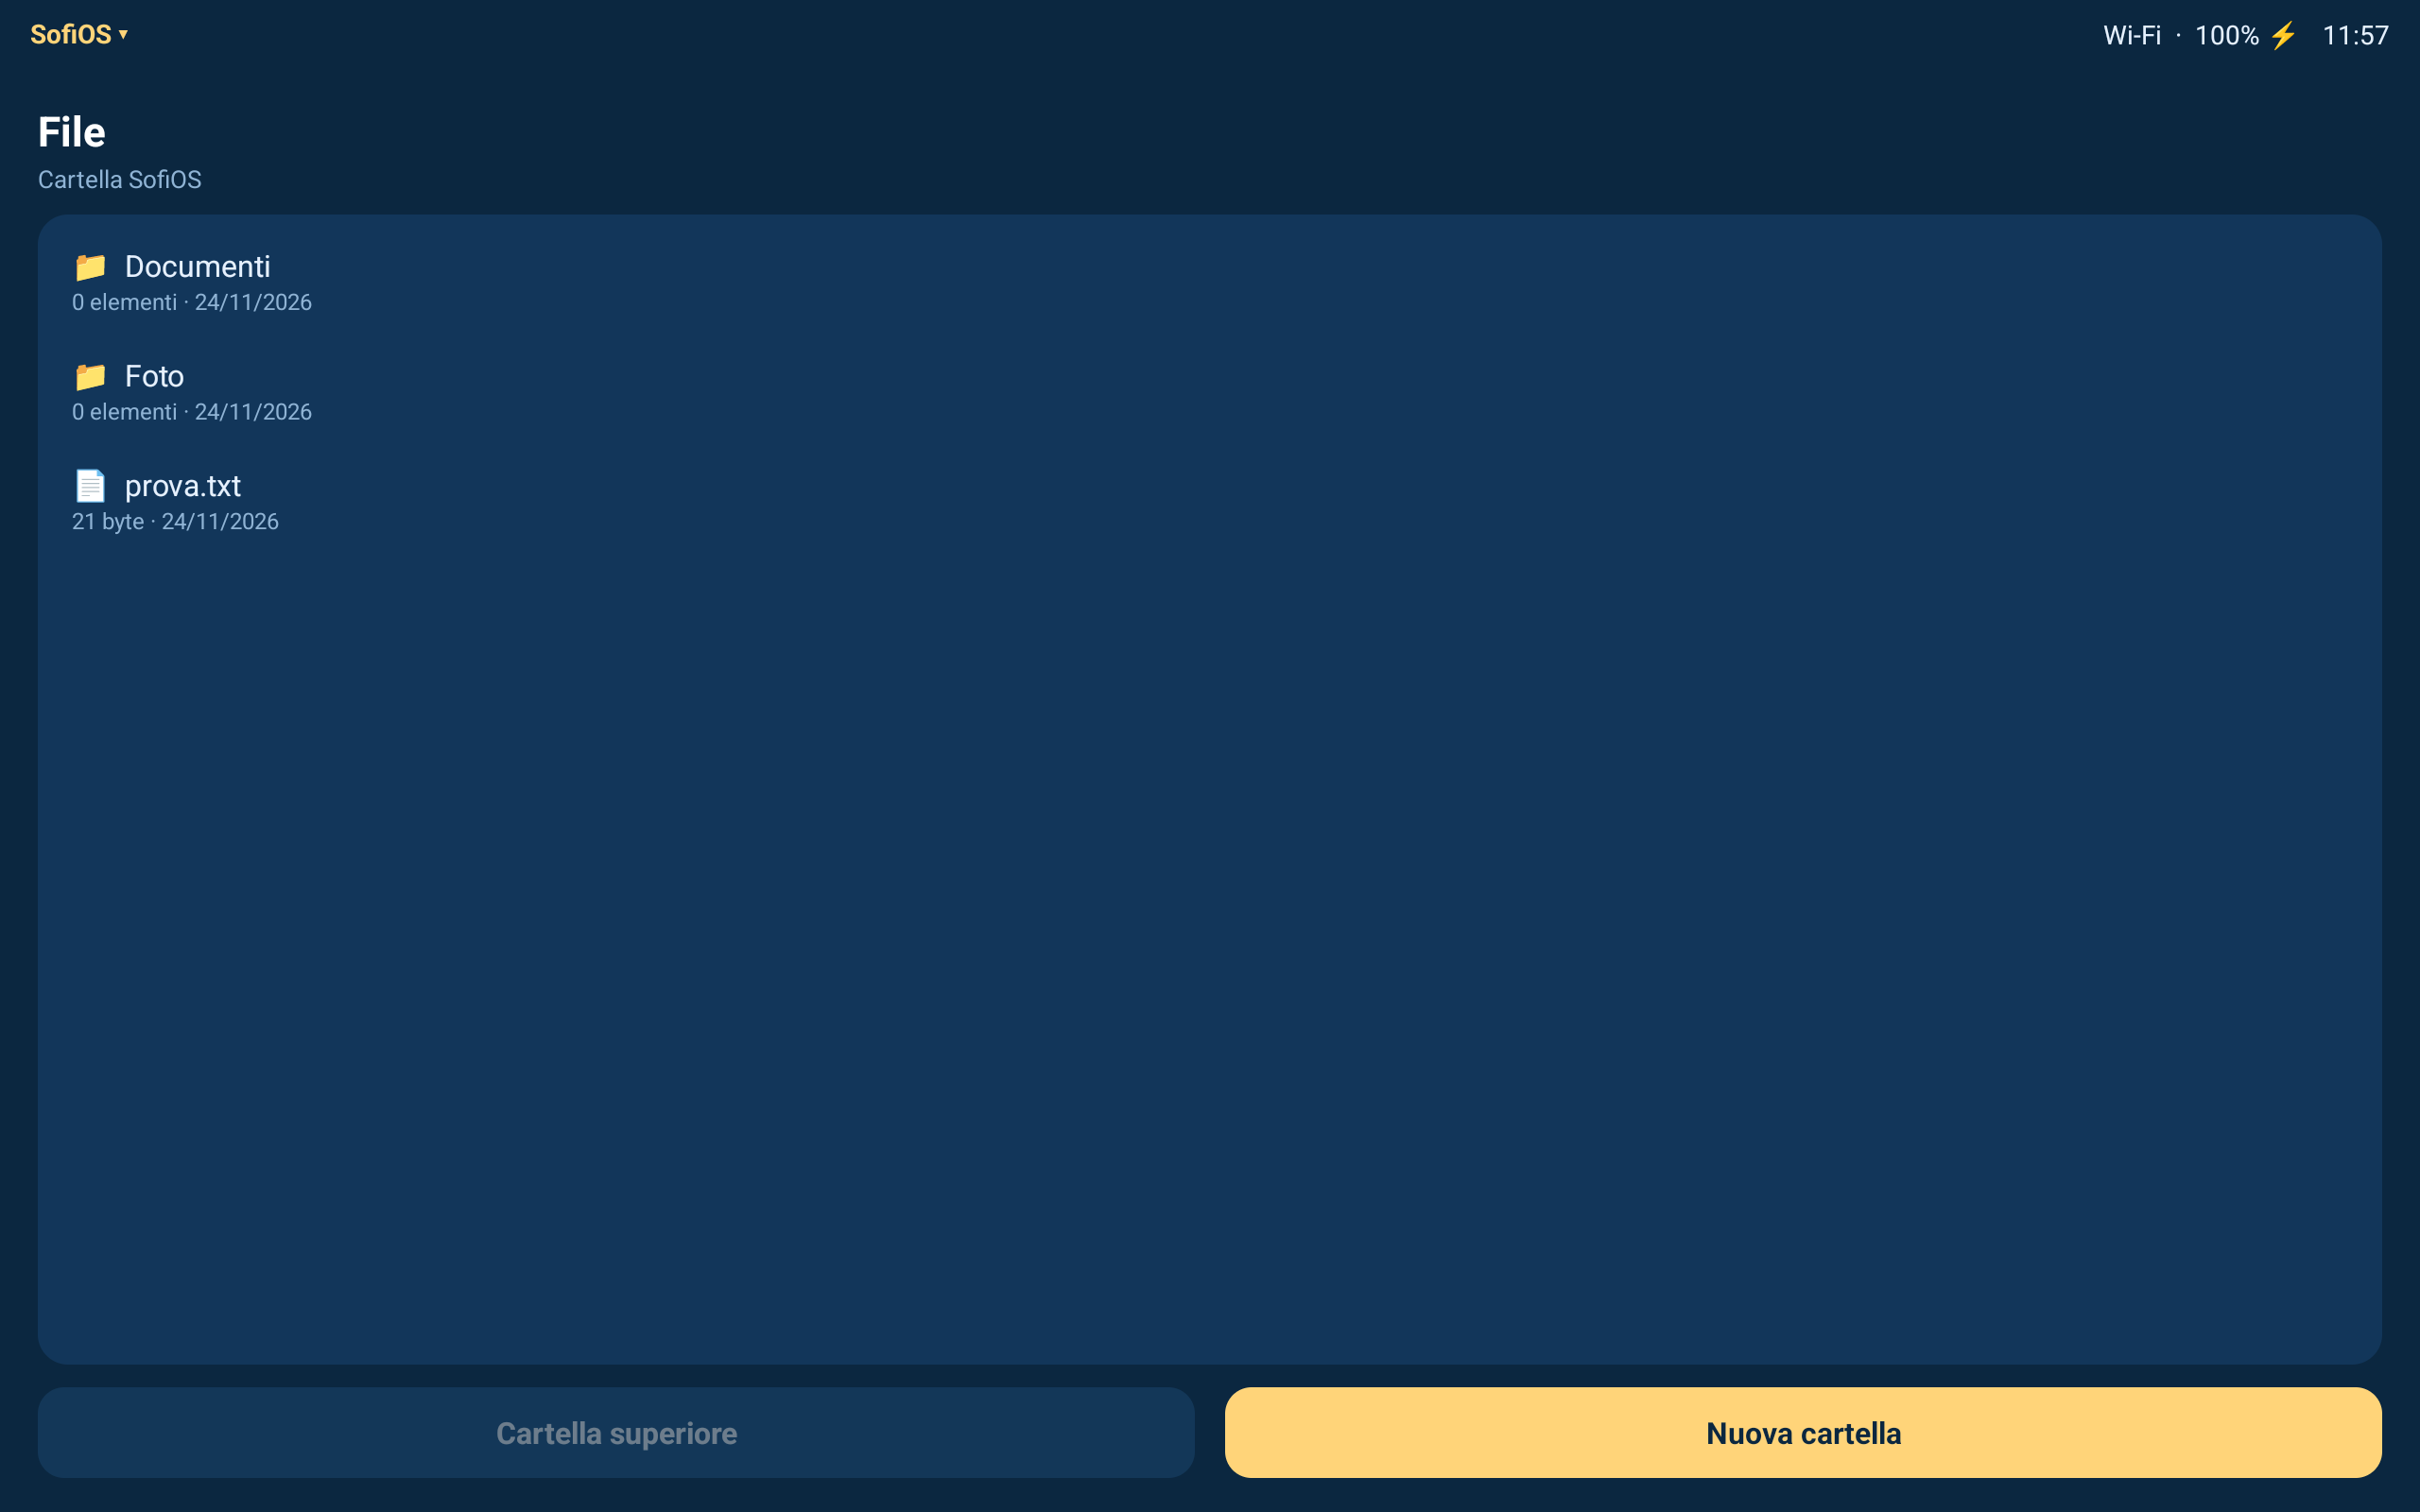 SofiOS ▾
Wi-Fi · 100% ⚡ 11:57
File
Cartella SofiOS
📁 Documenti
0 elementi · 24/11/2026
📁 Foto
0 elementi · 24/11/2026
📄 prova.txt
21 byte · 24/11/2026
Cartella superiore
Nuova cartella